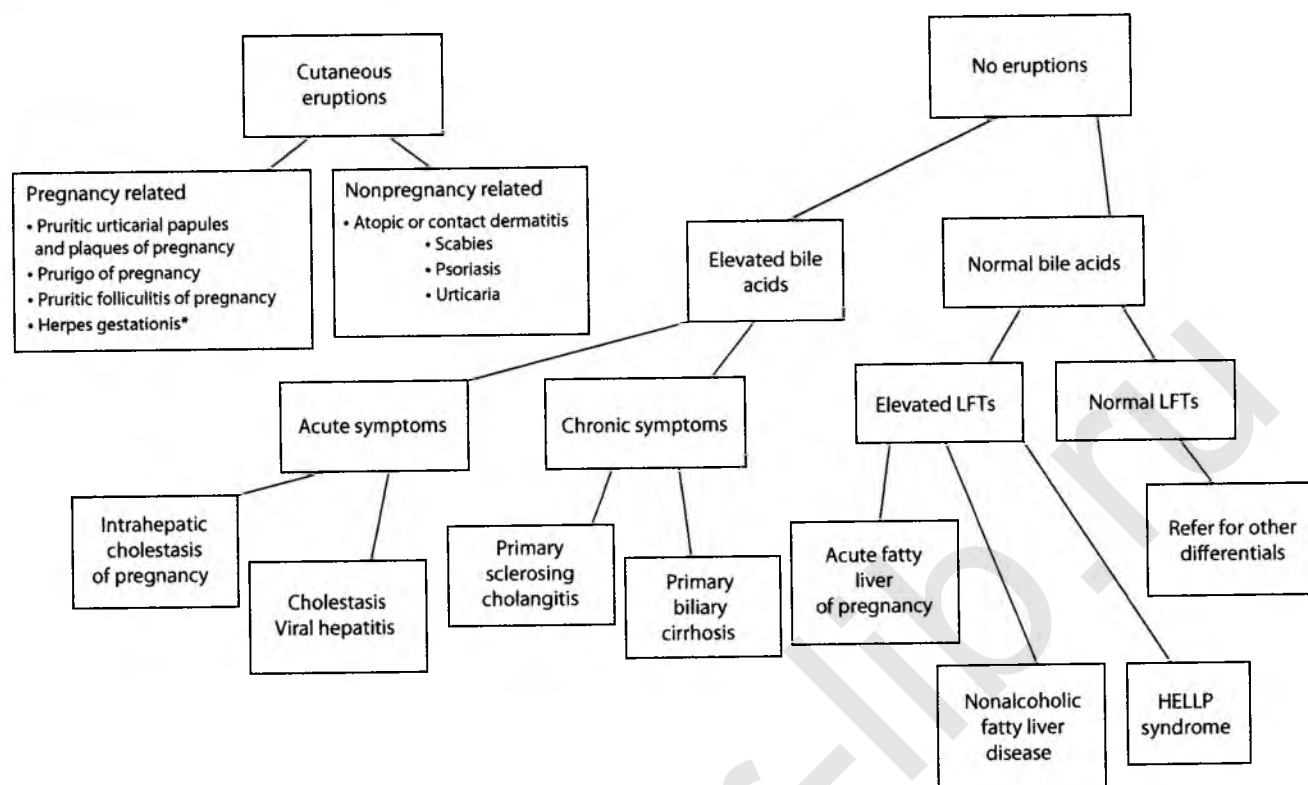 Cutaneous
eruptions
No eruptions
Pregnancy related
• Pruritic urticarial papules
and plaques of pregnancy
• Prurigo of pregnancy
• Pruritic folliculitis of pregnancy
• Herpes gestationis*
Nonpregnancy related
• Atopic or contact dermatitis
• Scabies
• Psoriasis
• Urticaria
Elevated bile
acids
Normal bile acids
Acute symptoms
Chronic symptoms
Elevated LFTs
Normal LFTs
Intrahepatic
cholestasis
of pregnancy
Cholestasis
Viral hepatitis
Primary
sclerosing
cholangitis
Primary
biliary
cirrhosis
Acute fatty
liver
of pregnancy
Refer for other
differentials
Nonalcoholic
fatty liver
disease
HELLP
syndrome
f-lib.ru